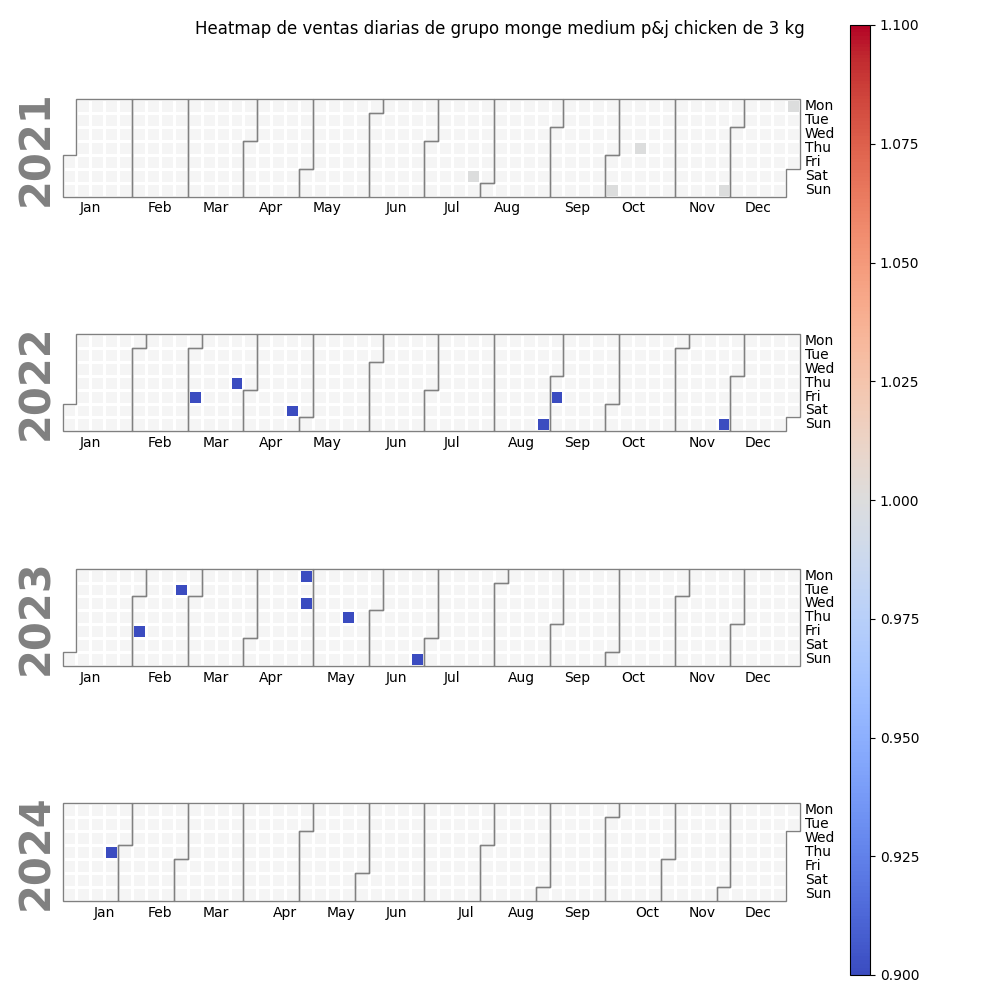 Heatmap de ventas diarias de grupo monge medium p&j chicken de 3 kg
2021
Mon
Tue
Wed
Thu
Fri
Sat
Sun
Jan Feb Mar Apr May Jun Jul Aug Sep Oct Nov Dec
2022
Mon
Tue
Wed
Thu
Fri
Sat
Sun
Jan Feb Mar Apr May Jun Jul Aug Sep Oct Nov Dec
2023
Mon
Tue
Wed
Thu
Fri
Sat
Sun
Jan Feb Mar Apr May Jun Jul Aug Sep Oct Nov Dec
2024
Mon
Tue
Wed
Thu
Fri
Sat
Sun
Jan Feb Mar Apr May Jun Jul Aug Sep Oct Nov Dec
1.100
1.075
1.050
1.025
1.000
0.975
0.950
0.925
0.900